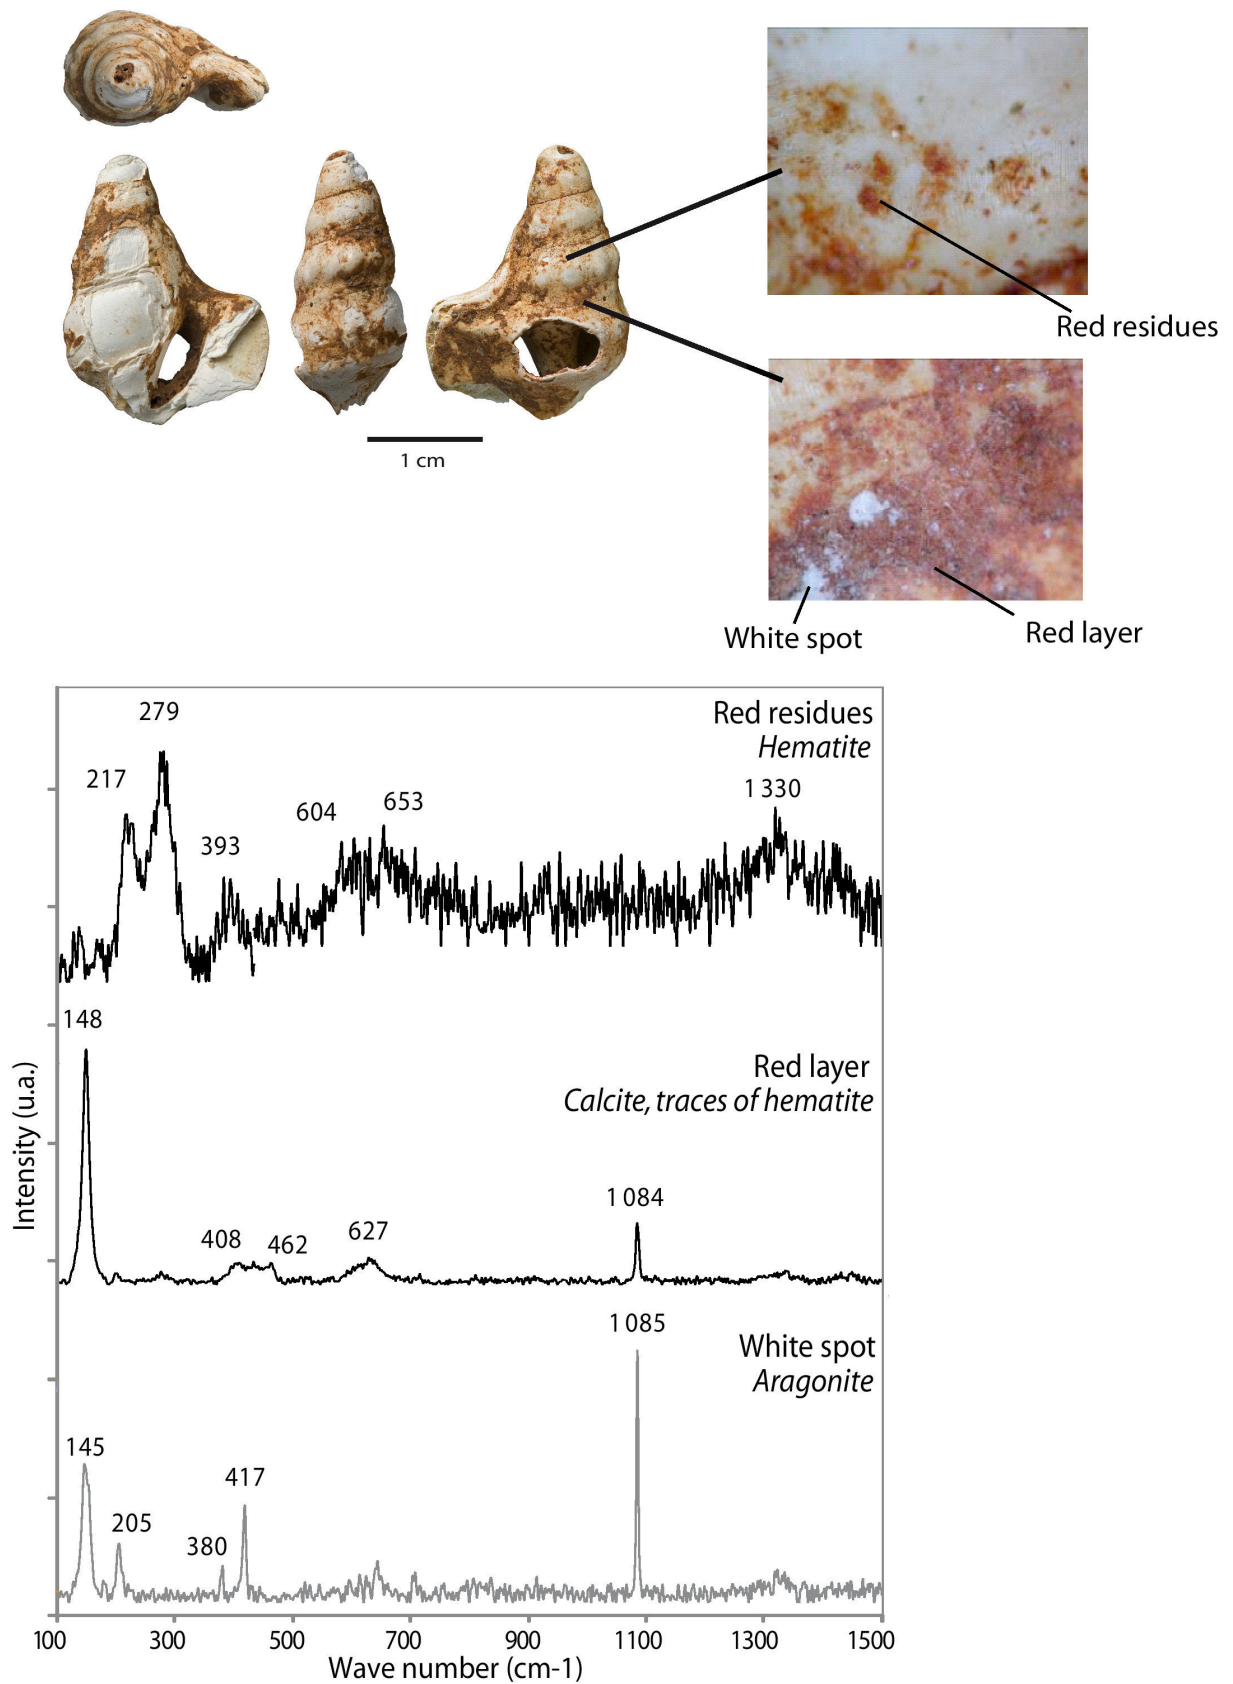 Red residues
1 cm
White spot
Red layer
Red residues
Hematite
279
217
393
604
653
1 330
Red layer
Calcite, traces of hematite
148
408
462
627
1 084
White spot
Aragonite
145
205
380
417
1 085
Intensity (u.a.)
100 300 500 700 900 1100 1300 1500
Wave number (cm-1)